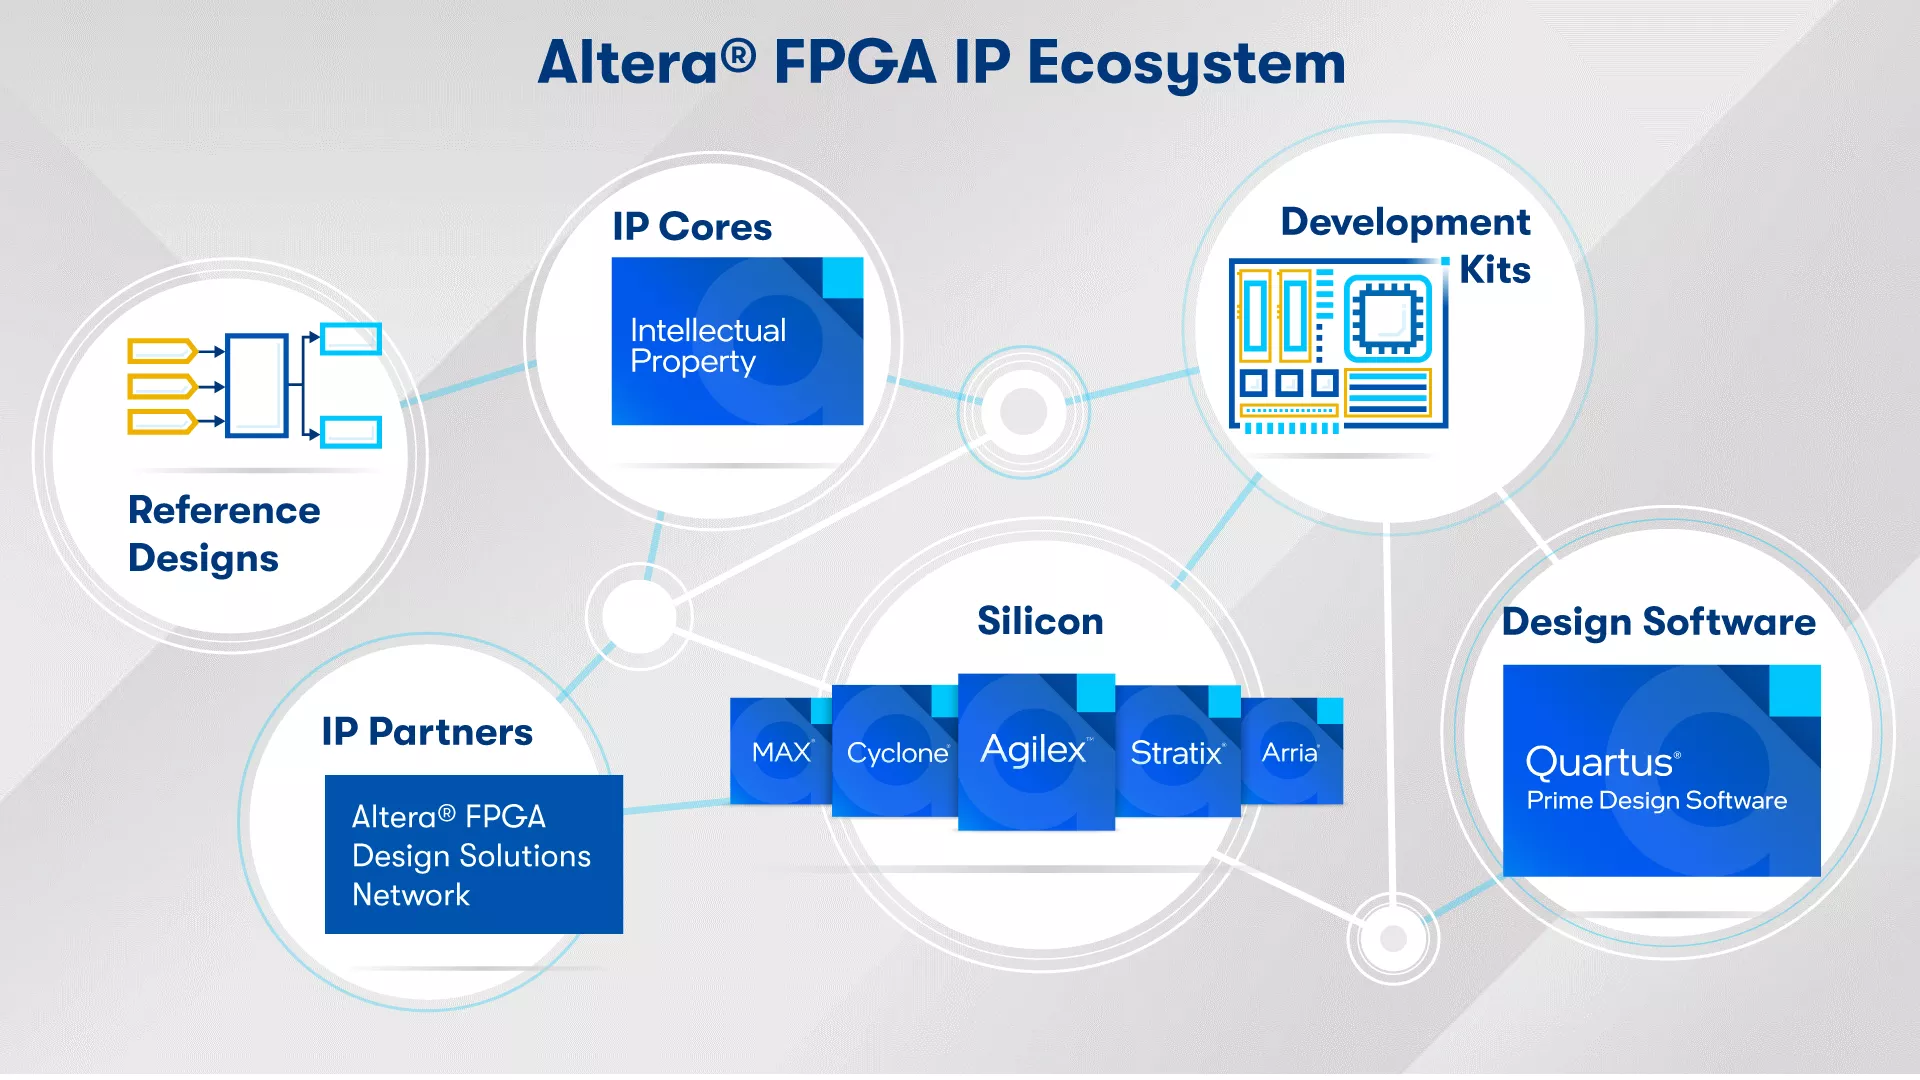 Altera® FPGA IP Ecosystem
IP Cores
Intellectual
Property
Development
Kits
Reference
Designs
Silicon
MAX®
Cyclone®
Agilex™
Stratix®
Arria®
Design Software
Quartus®
Prime Design Software
IP Partners
Altera® FPGA
Design Solutions
Network